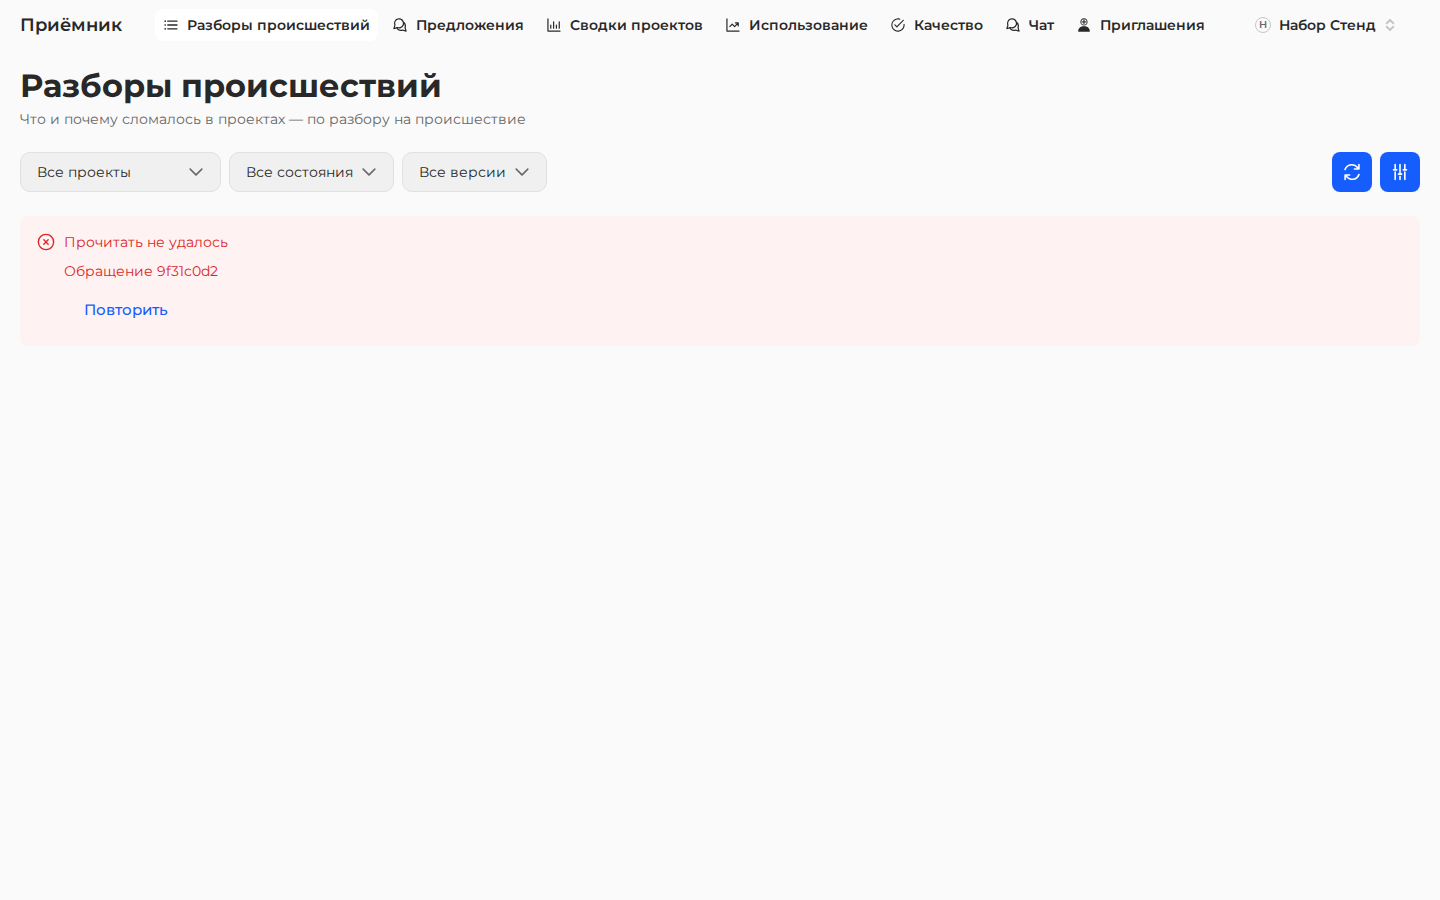 Приёмник
Разборы происшествий
Предложения
Сводки проектов
Использование
Качество
Чат
Приглашения
Н
Набор Стенд
Разборы происшествий
Что и почему сломалось в проектах — по разбору на происшествие
Все проекты
Все состояния
Все версии
Прочитать не удалось
Обращение 9f31c0d2
Повторить